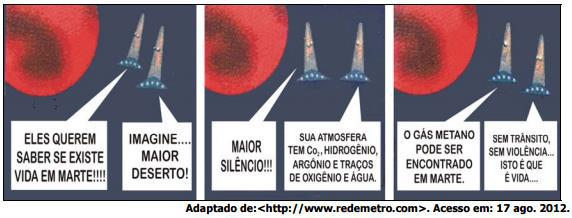 ELES QUEREM
SABER SE EXISTE
VIDA EM MARTE!!!!
IMAGINE....
MAIOR
DESERTO!
MAIOR
SILÊNCIO!!!
SUA ATMOSFERA
TEM Co2, HIDROGÊNIO,
ARGÔNIO E TRAÇOS
DE OXIGÊNIO E ÁGUA.
O GÁS METANO
PODE SER
ENCONTRADO
EM MARTE.
SEM TRÂNSITO,
SEM VIOLÊNCIA...
ISTO É QUE
É VIDA....
Adaptado de:<http://www.redemetro.com>. Acesso em: 17 ago. 2012.